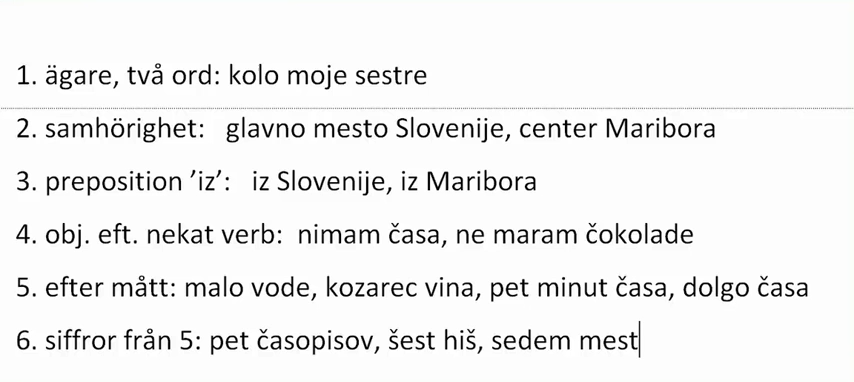 1. ägare, två ord: kolo moje sestre
2. samhörighet: glavno mesto Slovenije, center Maribora
3. preposition ’iz’: iz Slovenije, iz Maribora
4. obj. eft. nekat verb: nimam časa, ne maram čokolade
5. efter mått: malo vode, kozarec vina, pet minut časa, dolgo časa
6. siffror från 5: pet časopisov, šest hiš, sedem mest